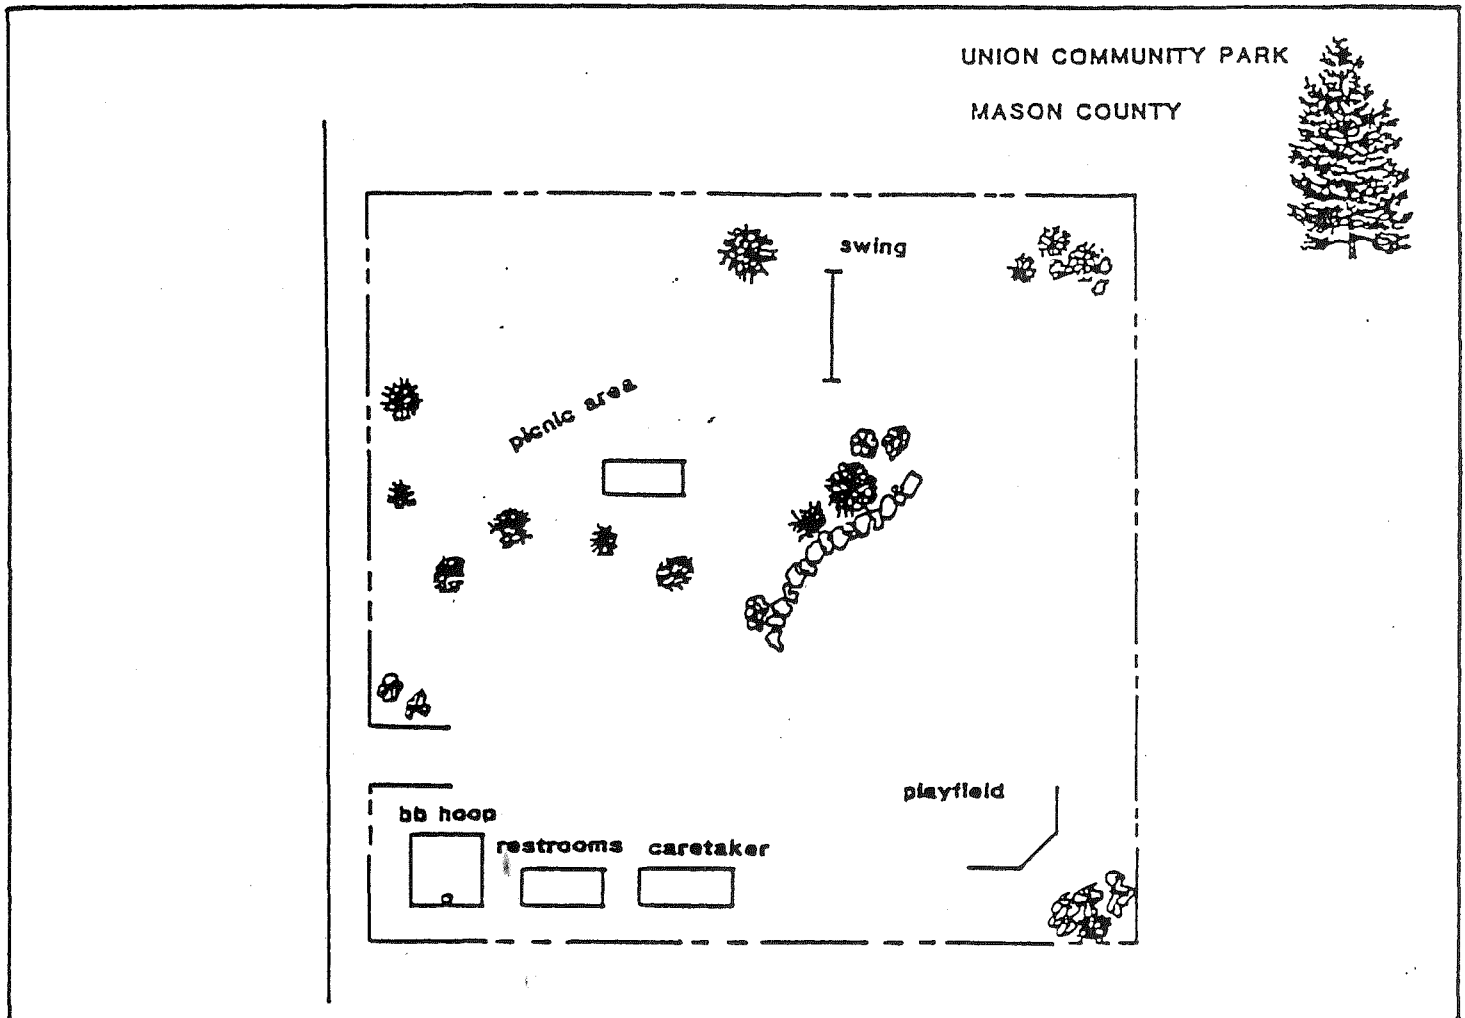 UNION COMMUNITY PARK
MASON COUNTY
swing
picnic area
playfield
bb hoop
restrooms
caretaker